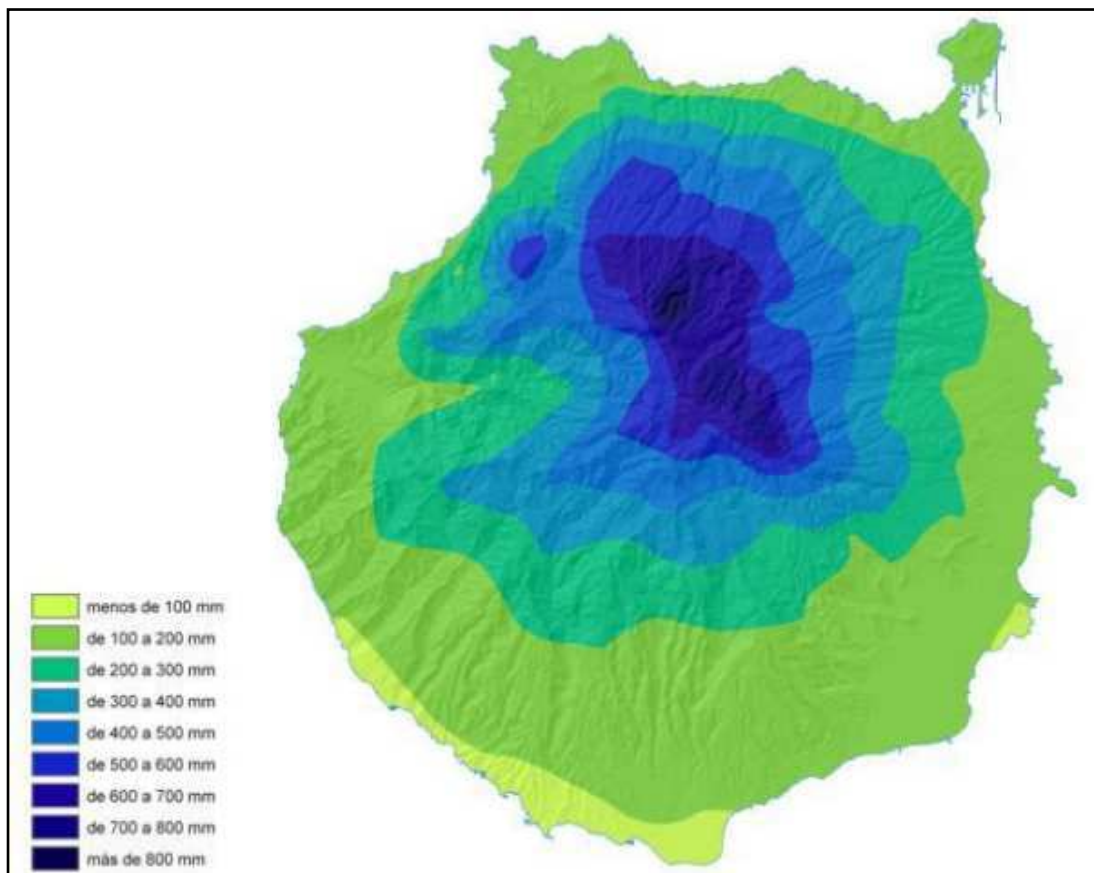 menos de 100 mm
de 100 a 200 mm
de 200 a 300 mm
de 300 a 400 mm
de 400 a 500 mm
de 500 a 600 mm
de 600 a 700 mm
de 700 a 800 mm
más de 800 mm